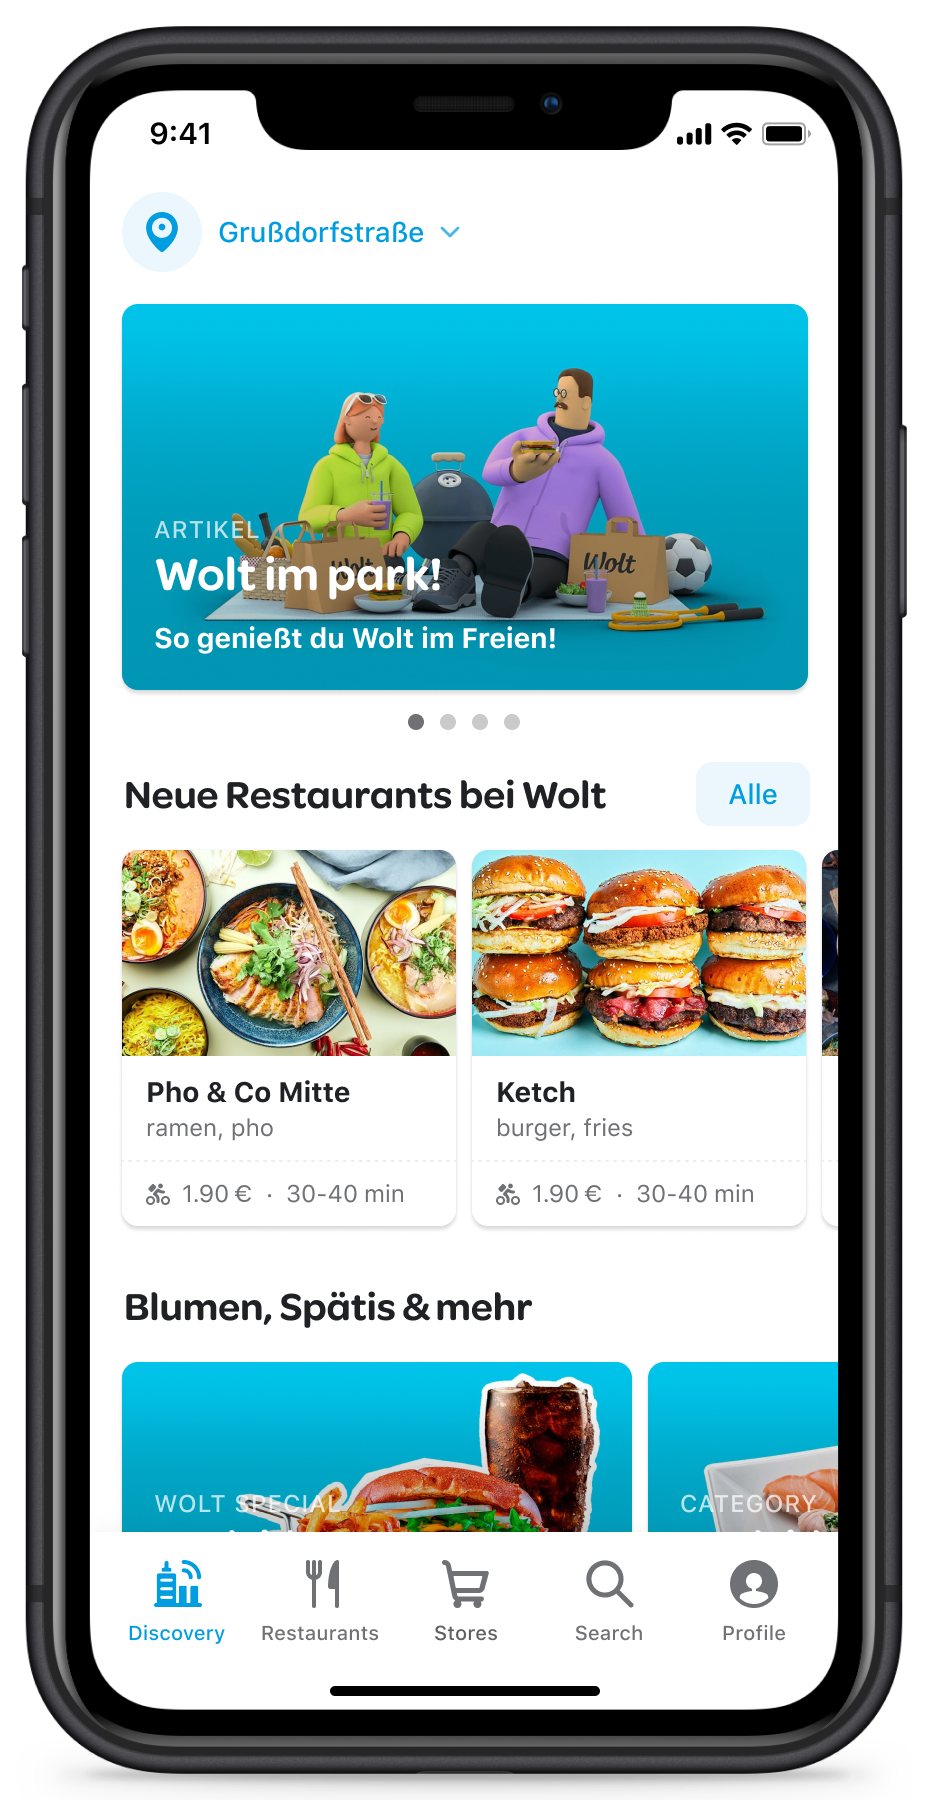 9:41
Grußdorfstraße
ARTIKEL
Wolt im park!
So genießt du Wolt im Freien!
Wolt
Wolt
Neue Restaurants bei Wolt
Alle
Pho & Co Mitte
ramen, pho
1.90 € · 30-40 min
Ketch
burger, fries
1.90 € · 30-40 min
Blumen, Spätis & mehr
WOLT SPECIAL
CATEGORY
Discovery
Restaurants
Stores
Search
Profile